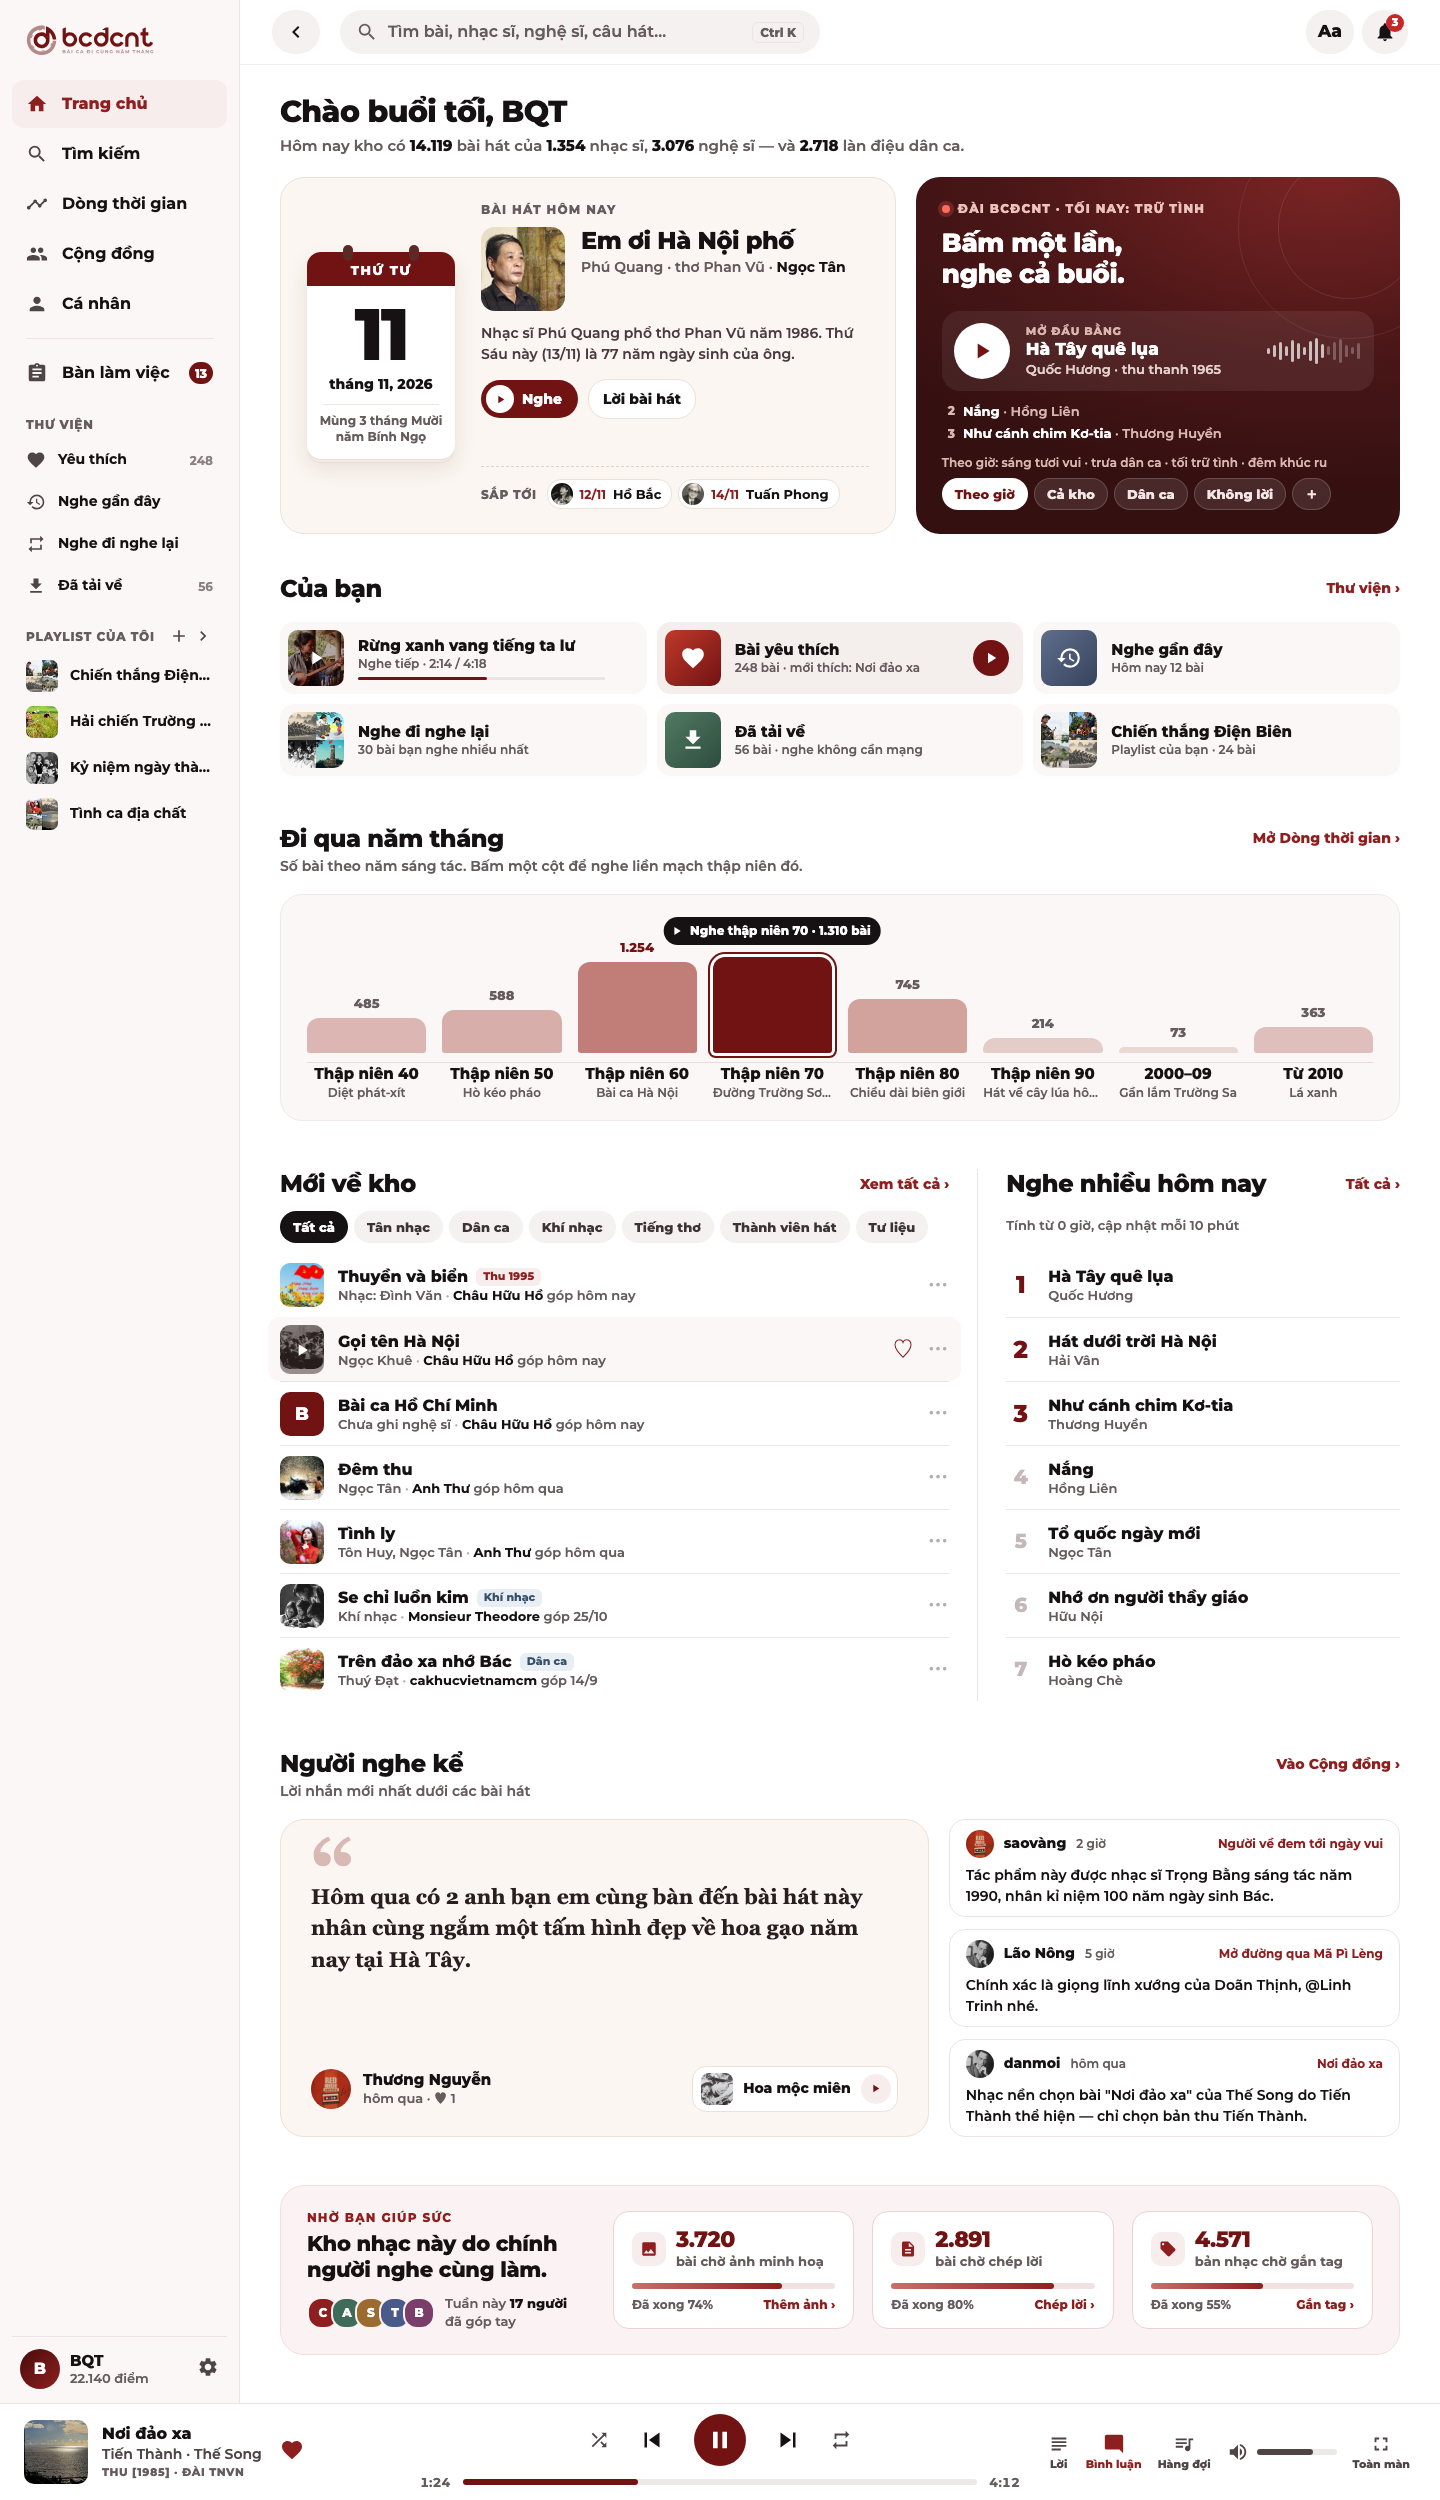 bcdcnt
BÀI CA ĐI CÙNG NĂM THÁNG
Trang chủ
Tìm kiếm
Dòng thời gian
Cộng đồng
Cá nhân
Bàn làm việc 13
THƯ VIỆN
Yêu thích 248
Nghe gần đây
Nghe đi nghe lại
Đã tải về 56
PLAYLIST CỦA TÔI
Chiến thắng Điện...
Hải chiến Trường ...
Kỷ niệm ngày thà...
Tình ca địa chất
B
BQT
22.140 điểm
Tìm bài, nhạc sĩ, nghệ sĩ, câu hát...
Ctrl K
Aa
3
Chào buổi tối, BQT
Hôm nay kho có 14.119 bài hát của 1.354 nhạc sĩ, 3.076 nghệ sĩ — và 2.718 làn điệu dân ca.
THỨ TƯ
11
tháng 11, 2026
Mùng 3 tháng Mười
năm Bính Ngọ
BÀI HÁT HÔM NAY
Em ơi Hà Nội phố
Phú Quang · thơ Phan Vũ · Ngọc Tân
Nhạc sĩ Phú Quang phổ thơ Phan Vũ năm 1986. Thứ
Sáu này (13/11) là 77 năm ngày sinh của ông.
Nghe
Lời bài hát
SẮP TỚI
12/11 Hồ Bắc
14/11 Tuấn Phong
ĐÀI BCĐCNT · TỐI NAY: TRỮ TÌNH
Bấm một lần,
nghe cả buổi.
MỞ ĐẦU BẰNG
Hà Tây quê lụa
Quốc Hương · thu thanh 1965
2 Nắng · Hồng Liên
3 Như cánh chim Kơ-tia · Thương Huyền
Theo giờ: sáng tươi vui · trưa dân ca · tối trữ tình · đêm khúc ru
Theo giờ
Cả kho
Dân ca
Không lời
+
Của bạn
Thư viện ›
Rừng xanh vang tiếng ta lư
Nghe tiếp · 2:14 / 4:18
Bài yêu thích
248 bài · mới thích: Nơi đảo xa
Nghe gần đây
Hôm nay 12 bài
Nghe đi nghe lại
30 bài bạn nghe nhiều nhất
Đã tải về
56 bài · nghe không cần mạng
Chiến thắng Điện Biên
Playlist của bạn · 24 bài
Đi qua năm tháng
Mở Dòng thời gian ›
Số bài theo năm sáng tác. Bấm một cột để nghe liền mạch thập niên đó.
Nghe thập niên 70 · 1.310 bài
485
588
1.254
745
214
73
363
Thập niên 40
Thập niên 50
Thập niên 60
Thập niên 70
Thập niên 80
Thập niên 90
2000–09
Từ 2010
Diệt phát-xít
Hò kéo pháo
Bài ca Hà Nội
Đường Trường Sơ...
Chiều dài biên giới
Hát về cây lúa hô...
Gần lắm Trường Sa
Lá xanh
Mới về kho
Xem tất cả ›
Tất cả
Tân nhạc
Dân ca
Khí nhạc
Tiếng thơ
Thành viên hát
Tư liệu
Thuyền và biển Thu 1995
Nhạc: Đình Văn · Châu Hữu Hồ góp hôm nay
Gọi tên Hà Nội
Ngọc Khuê · Châu Hữu Hồ góp hôm nay
B
Bài ca Hồ Chí Minh
Chưa ghi nghệ sĩ · Châu Hữu Hồ góp hôm nay
Đêm thu
Ngọc Tân · Anh Thư góp hôm qua
Tình ly
Tôn Huy, Ngọc Tân · Anh Thư góp hôm qua
Se chỉ luồn kim Khí nhạc
Khí nhạc · Monsieur Theodore góp 25/10
Trên đảo xa nhớ Bác Dân ca
Thuý Đạt · cakhucvietnamcm góp 14/9
Nghe nhiều hôm nay
Tất cả ›
Tính từ 0 giờ, cập nhật mỗi 10 phút
1 Hà Tây quê lụa
Quốc Hương
2 Hát dưới trời Hà Nội
Hải Vân
3 Như cánh chim Kơ-tia
Thương Huyền
4 Nắng
Hồng Liên
5 Tổ quốc ngày mới
Ngọc Tân
6 Nhớ ơn người thầy giáo
Hữu Nội
7 Hò kéo pháo
Hoàng Chè
Người nghe kể
Vào Cộng đồng ›
Lời nhắn mới nhất dưới các bài hát
“
Hôm qua có 2 anh bạn em cùng bàn đến bài hát này
nhân cùng ngắm một tấm hình đẹp về hoa gạo năm
nay tại Hà Tây.
Thương Nguyễn
hôm qua · ♥ 1
Hoa mộc miên
saovàng 2 giờ
Người về đem tới ngày vui
Tác phẩm này được nhạc sĩ Trọng Bằng sáng tác năm
1990, nhân kỉ niệm 100 năm ngày sinh Bác.
Lão Nông 5 giờ
Mở đường qua Mã Pì Lèng
Chính xác là giọng lĩnh xướng của Doãn Thịnh, @Linh
Trinh nhé.
danmoi hôm qua
Nơi đảo xa
Nhạc nền chọn bài "Nơi đảo xa" của Thế Song do Tiến
Thành thể hiện — chỉ chọn bản thu Tiến Thành.
NHỜ BẠN GIÚP SỨC
Kho nhạc này do chính
người nghe cùng làm.
C A S T B
Tuần này 17 người
đã góp tay
3.720
bài chờ ảnh minh hoạ
Đã xong 74%
Thêm ảnh ›
2.891
bài chờ chép lời
Đã xong 80%
Chép lời ›
4.571
bản nhạc chờ gắn tag
Đã xong 55%
Gắn tag ›
Nơi đảo xa
Tiến Thành · Thế Song
THU [1985] · ĐÀI TNVN
1:24
4:12
Lời
Bình luận
Hàng đợi
Toàn màn